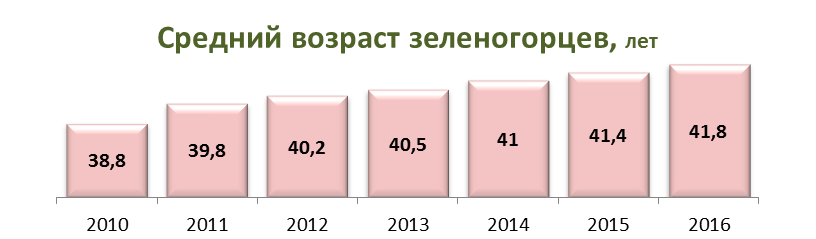 Средний возраст зеленогорцев, лет
38,8 39,8 40,2 40,5 41 41,4 41,8
2010 2011 2012 2013 2014 2015 2016